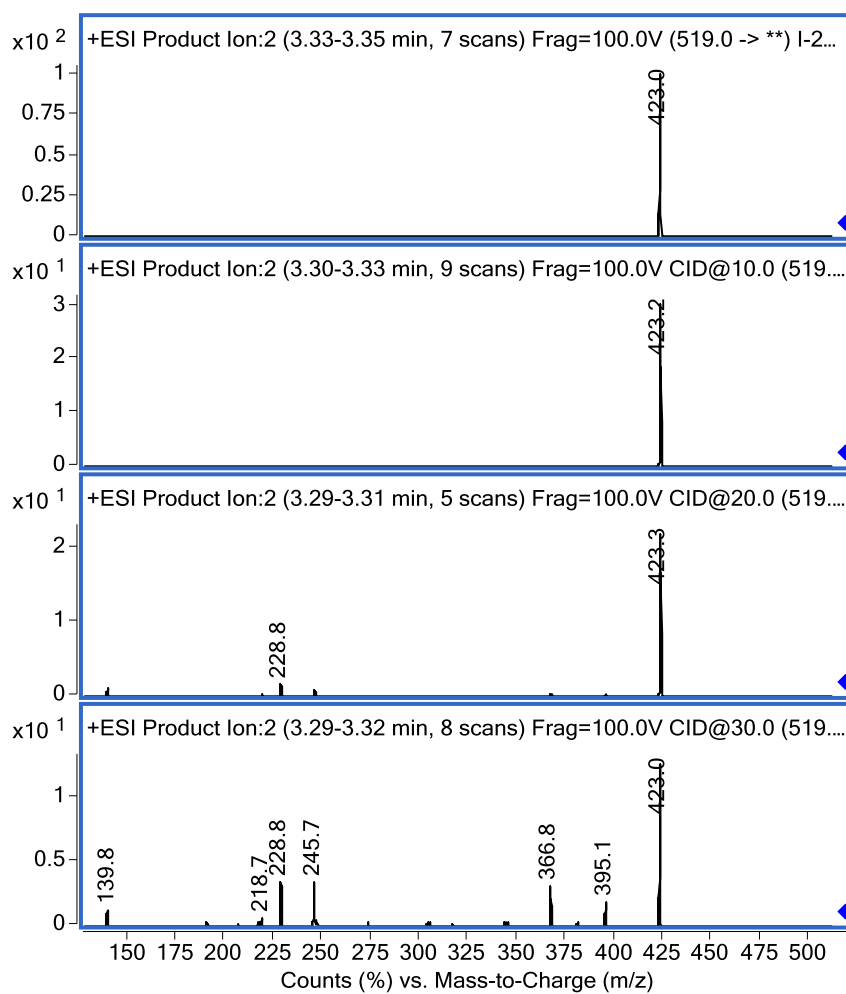 x10 2
+ESI Product Ion:2 (3.33-3.35 min, 7 scans) Frag=100.0V (519.0 -> **) I-2...
1
0.75
0.5
0.25
0
423.0
x10 1
+ESI Product Ion:2 (3.30-3.33 min, 9 scans) Frag=100.0V CID@10.0 (519....
3
2
1
0
423.2
x10 1
+ESI Product Ion:2 (3.29-3.31 min, 5 scans) Frag=100.0V CID@20.0 (519....
2
1
0
228.8
423.3
x10 1
+ESI Product Ion:2 (3.29-3.32 min, 8 scans) Frag=100.0V CID@30.0 (519....
1
0.5
0
139.8
218.7
228.8
245.7
366.8
395.1
423.0
150 175 200 225 250 275 300 325 350 375 400 425 450 475 500
Counts (%) vs. Mass-to-Charge (m/z)